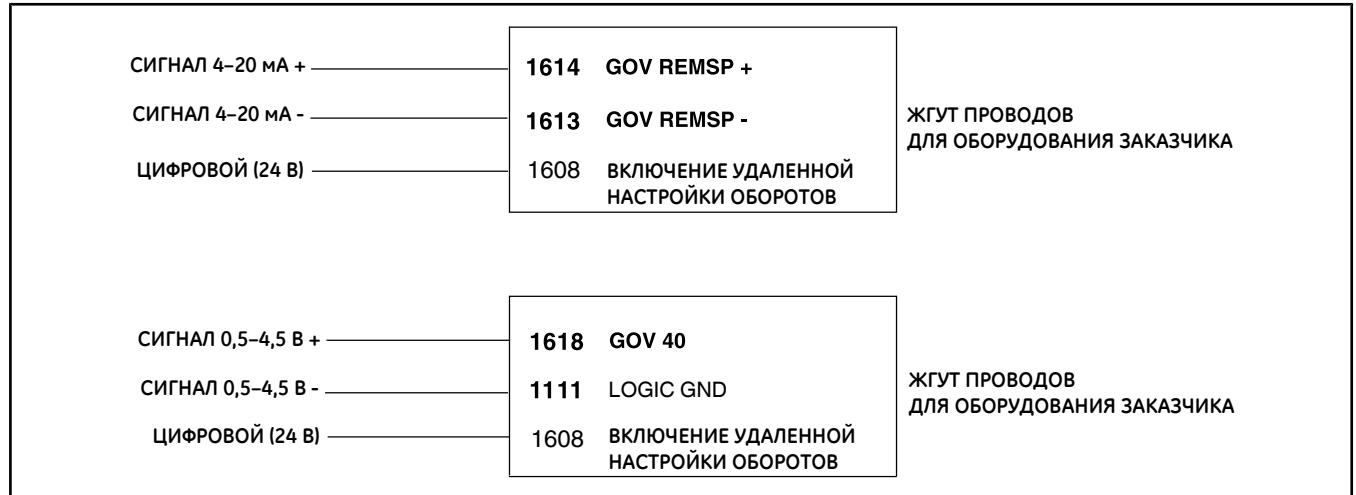 СИГНАЛ 4–20 мА + 1614 GOV REMSP +
СИГНАЛ 4–20 мА - 1613 GOV REMSP -
ЦИФРОВОЙ (24 В) 1608 ВКЛЮЧЕНИЕ УДАЛЕННОЙ
НАСТРОЙКИ ОБОРОТОВ
ЖГУТ ПРОВОДОВ
ДЛЯ ОБОРУДОВАНИЯ ЗАКАЗЧИКА
СИГНАЛ 0,5–4,5 В + 1618 GOV 40
СИГНАЛ 0,5–4,5 В - 1111 LOGIC GND
ЦИФРОВОЙ (24 В) 1608 ВКЛЮЧЕНИЕ УДАЛЕННОЙ
НАСТРОЙКИ ОБОРОТОВ
ЖГУТ ПРОВОДОВ
ДЛЯ ОБОРУДОВАНИЯ ЗАКАЗЧИКА